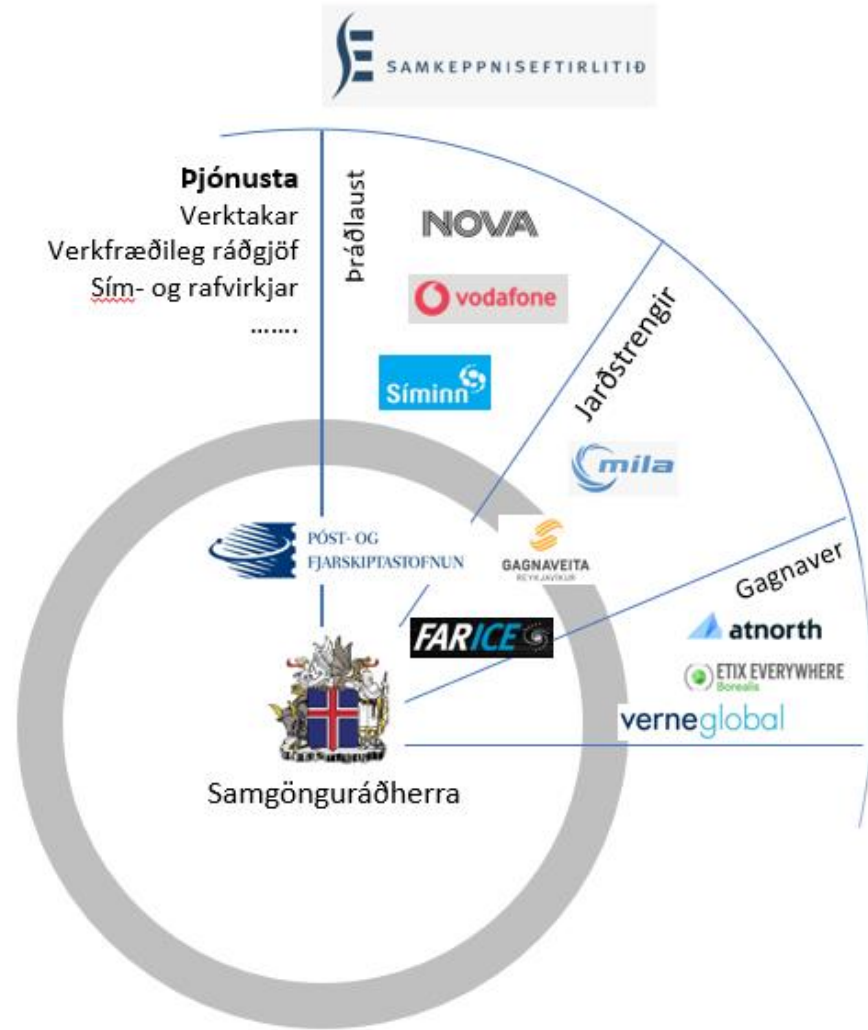 SAMKEPPNISEFTIRLITIÐ
Þjónusta
Verktakar
Verkfræðileg ráðgjöf
Sím- og rafvirkjar
.......
Þráðlaust
NOVA
vodafone
Síminn
Jarðstrengir
mila
PÓST- OG
FJARSKIPTASTOFNUN
GAGNAVEITA
REYKJAVÍKUR
FARICE
Gagnaver
atnorth
ETIX EVERYWHERE
Borealis
verneglobal
Samgönguráðherra